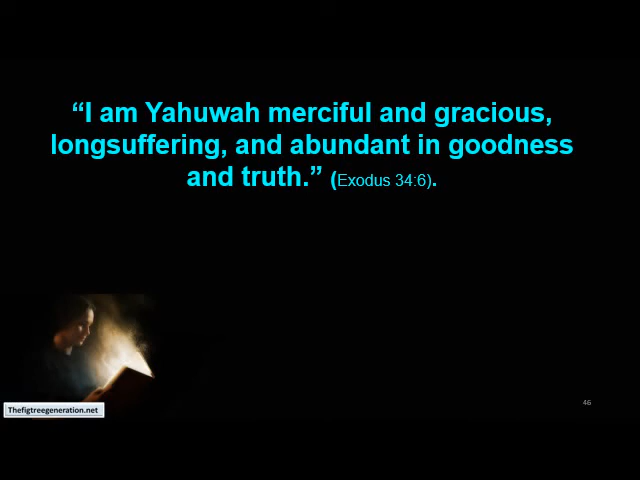 “I am Yahuwah merciful and gracious,
longsuffering, and abundant in goodness
and truth.” (Exodus 34:6).
Thefigtreegeneration.net
46